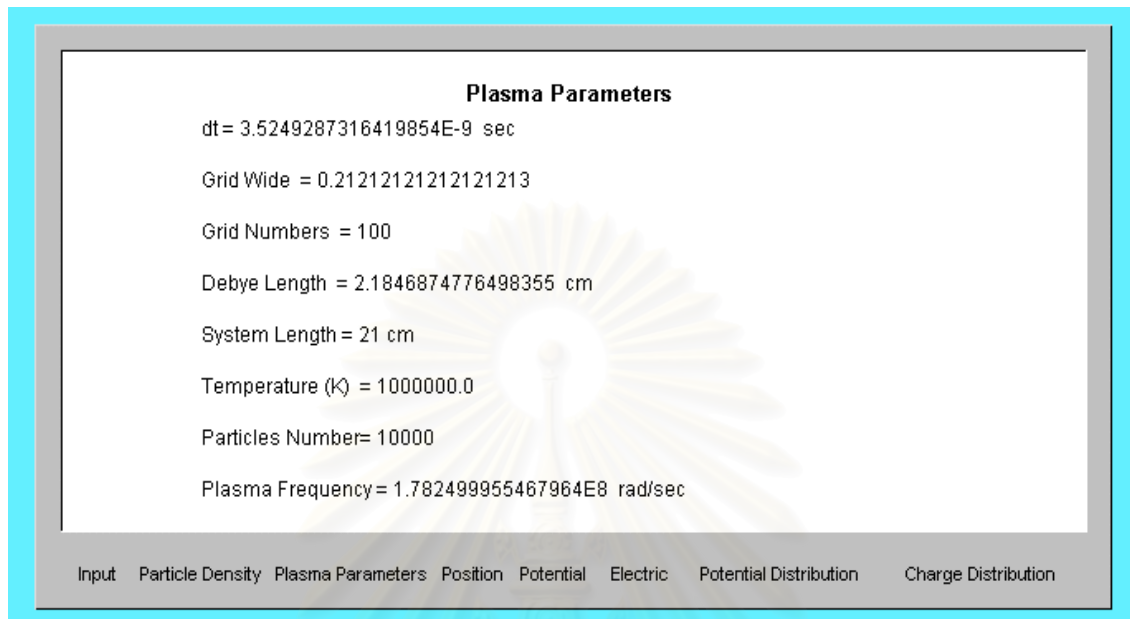 Plasma Parameters
dt = 3.5249287316419854E-9 sec
Grid Wide = 0.21212121212121213
Grid Numbers = 100
Debye Length = 2.1846874776498355 cm
System Length = 21 cm
Temperature (K) = 1000000.0
Particles Number= 10000
Plasma Frequency = 1.782499955467964E8 rad/sec
Input Particle Density Plasma Parameters Position Potential Electric Potential Distribution Charge Distribution